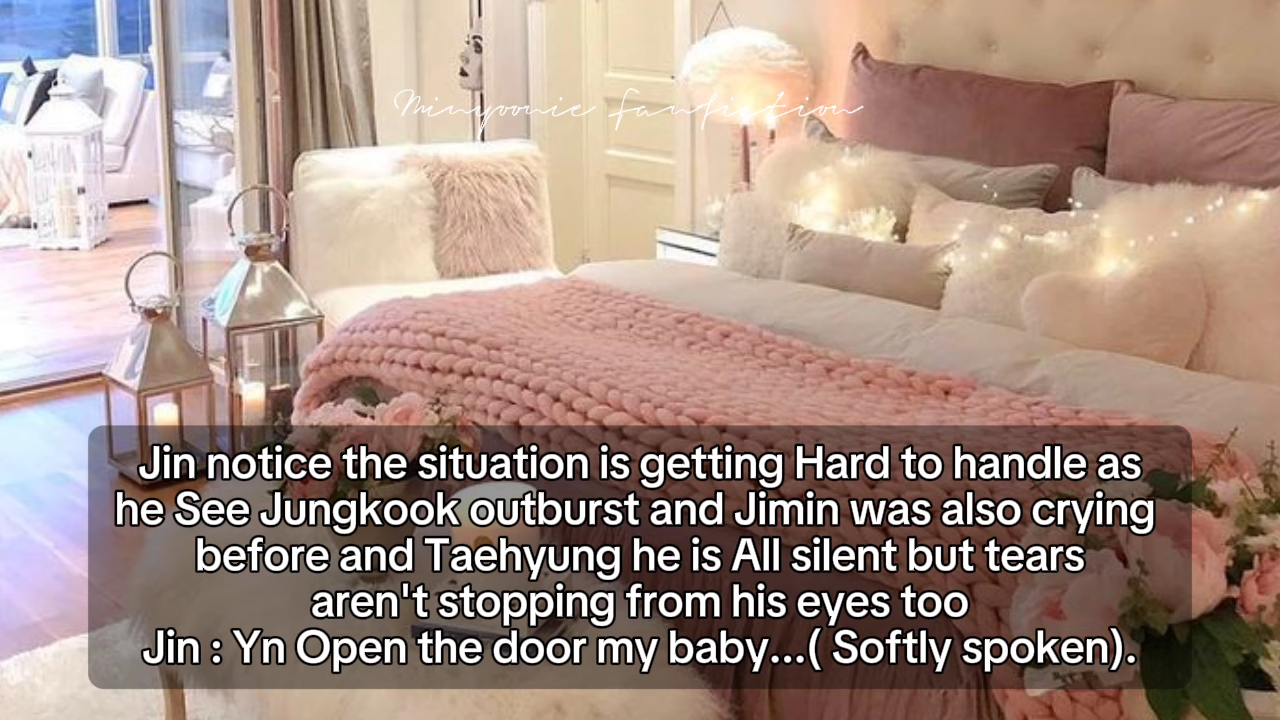 Minyoonie fanfiction
Jin notice the situation is getting Hard to handle as
he See Jungkook outburst and Jimin was also crying
before and Taehyung he is All silent but tears
aren't stopping from his eyes too
Jin : Yn Open the door my baby...( Softly spoken).